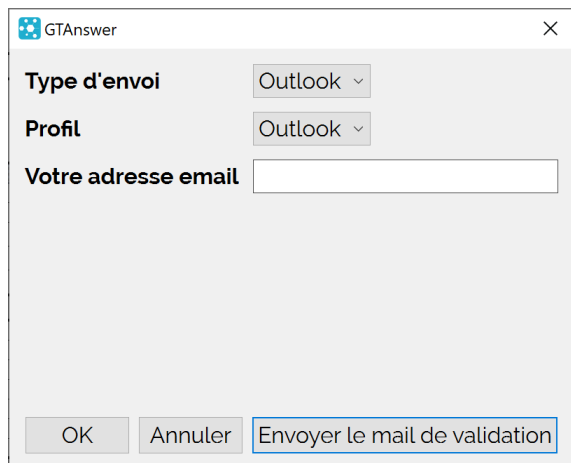 GTAnswer
Type d'envoi Outlook
Profil Outlook
Votre adresse email
OK Annuler Envoyer le mail de validation